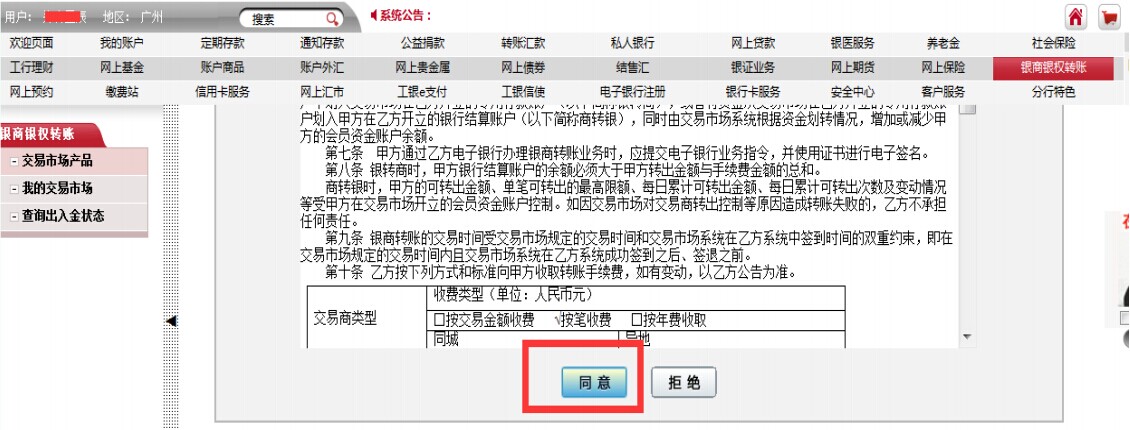 用户： 地区： 广州
搜索
系统公告：
欢迎页面 我的账户 定期存款 通知存款 公益捐款 转账汇款 私人银行 网上贷款 银医服务 养老金 社会保险
工行理财 网上基金 账户商品 账户外汇 网上贵金属 网上债券 结售汇 银证业务 网上期货 网上保险 银商银权转账
网上预约 缴费站 信用卡服务 网上汇市 工银e支付 工银信使 电子银行注册 银行卡服务 安全中心 客户服务 分行特色
银商银权转账
交易市场产品
我的交易市场
查询出入金状态
户划入甲方在乙方开立的银行结算账户（以下简称商转银），同时由交易市场系统根据资金划转情况，增加或减少甲
方的会员资金账户余额。
第七条 甲方通过乙方电子银行办理银商转账业务时，应提交电子银行业务指令，并使用证书进行电子签名。
第八条 银转商时，甲方银行结算账户的余额必须大于甲方转出金额与手续费金额的总和。
商转银时，甲方的可转出金额、单笔可转出的最高限额、每日累计可转出金额、每日累计可转出次数及变动情况
等受甲方在交易市场开立的会员资金账户控制。如因交易市场对交易商转出控制等原因造成转账失败的，乙方不承担
任何责任。
第九条 银商转账的交易时间受交易市场规定的交易时间和交易市场系统在乙方系统中签到时间的双重约束，即在
交易市场规定的交易时间内且交易市场系统在乙方系统成功签到之后、签退之前。
第十条 乙方按下列方式和标准向甲方收取转账手续费，如有变动，以乙方公告为准。
交易商类型
收费类型（单位：人民币元）
□按交易金额收费 √按笔收费 □按年费收取
同城 异地
同意 拒绝